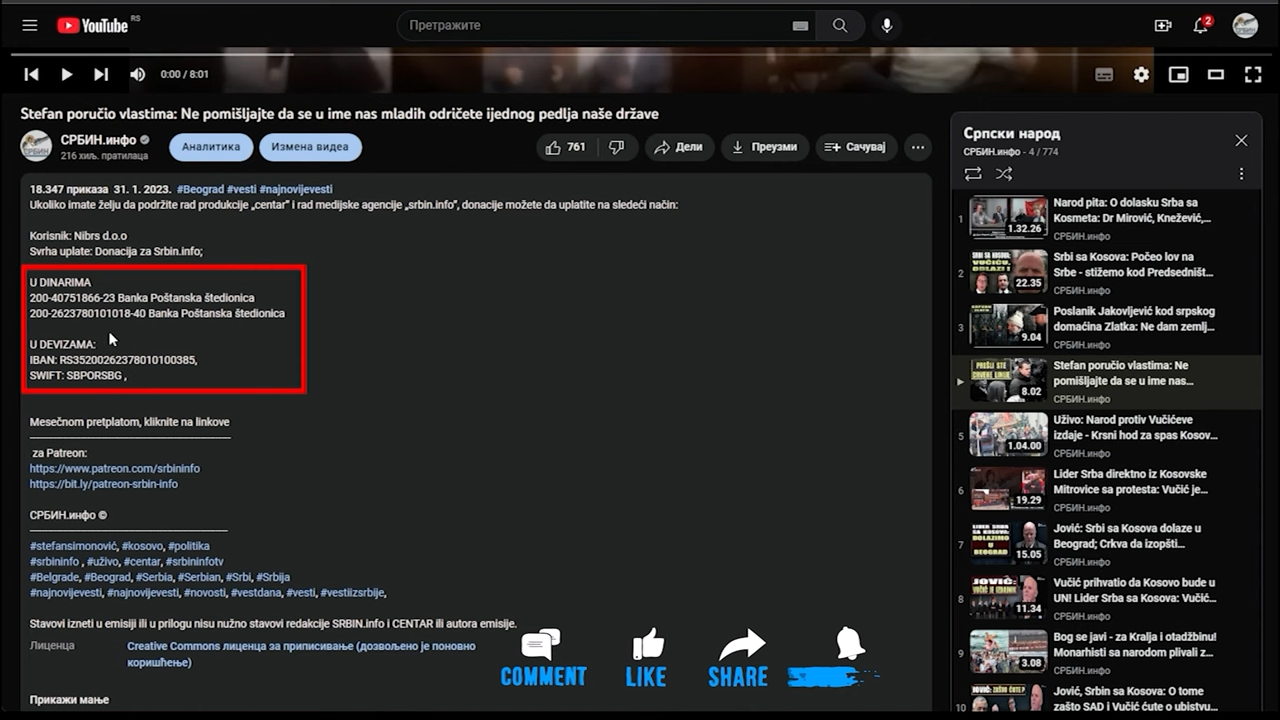 YouTube RS
Претражите
2
0:00 / 8:01
Stefan poručio vlastima: Ne pomišljajte da se u ime nas mladih odričete ijednog pedlja naše države
СРБИН.инфо
216 хиљ. пратилаца
Аналитика
Измена видеа
761
Дели
Преузми
Сачувај
18.347 приказа 31. 1. 2023. #Beograd #vesti #najnovijevesti
Ukoliko imate želju da podržite rad produkcije „centar” i rad medijske agencije „srbin.info”, donacije možete da uplatite na sledeći način:
Korisnik: Nibrs d.o.o
Svrha uplate: Donacija za Srbin.info;
U DINARIMA
200-40751866-23 Banka Poštanska štedionica
200-2623780101018-40 Banka Poštanska štedionica
U DEVIZAMA:
IBAN: RS35200262378010100385,
SWIFT: SBPORSBG ,
Mesečnom pretplatom, kliknite na linkove
za Patreon:
https://www.patreon.com/srbininfo
https://bit.ly/patreon-srbin-info
СРБИН.инфо ©
#stefansimonović, #kosovo, #politika
#srbininfo , #uživo, #centar, #srbininfotv
#Belgrade, #Beograd, #Serbia, #Serbian, #Srbi, #Srbija
#najnovijevesti, #najnovijevesti, #novosti, #vestdana, #vesti, #vestiizsrbije,
Stavovi izneti u emisiji ili u prilogu nisu nužno stavovi redakcije SRBIN.info i CENTAR ili autora emisije.
Лиценца
Creative Commons лиценца за приписивање (дозвољено је поновно
коришћење)
Прикажи мање
COMMENT
LIKE
SHARE
Српски народ
СРБИН.инфо - 4 / 774
1
1.32.26
Narod pita: O dolasku Srba sa
Kosmeta: Dr Mirović, Knežević,...
СРБИН.инфо
2
22.35
Srbi sa Kosova: Počeo lov na
Srbe - stižemo kod Predsedništ...
СРБИН.инфо
3
9.04
Poslanik Jakovljević kod srpskog
domaćina Zlatka: Ne dam zemlj...
СРБИН.инфо
PREŠLI STE
CRVENE LINIJE
8.02
Stefan poručio vlastima: Ne
pomišljajte da se u ime nas...
СРБИН.инфо
5
1.04.00
Uživo: Narod protiv Vučićeve
izdaje - Krsni hod za spas Kosov...
СРБИН.инфо
6
19.29
Lider Srba direktno iz Kosovske
Mitrovice sa protesta: Vučić je...
СРБИН.инфо
7
15.05
Jović: Srbi sa Kosova dolaze u
Beograd; Crkva da izopšti...
СРБИН.инфо
8
11.34
Vučić prihvatio da Kosovo bude u
UN! Lider Srba sa Kosova: Vučić...
СРБИН.инфо
9
3.08
Bog se javi - za Kralja i otadžbinu!
Monarhisti sa narodom plivali z...
СРБИН.инфо
10
Jović, Srbin sa Kosova: O tome
zašto SAD i Vučić ćute o ubistvu...